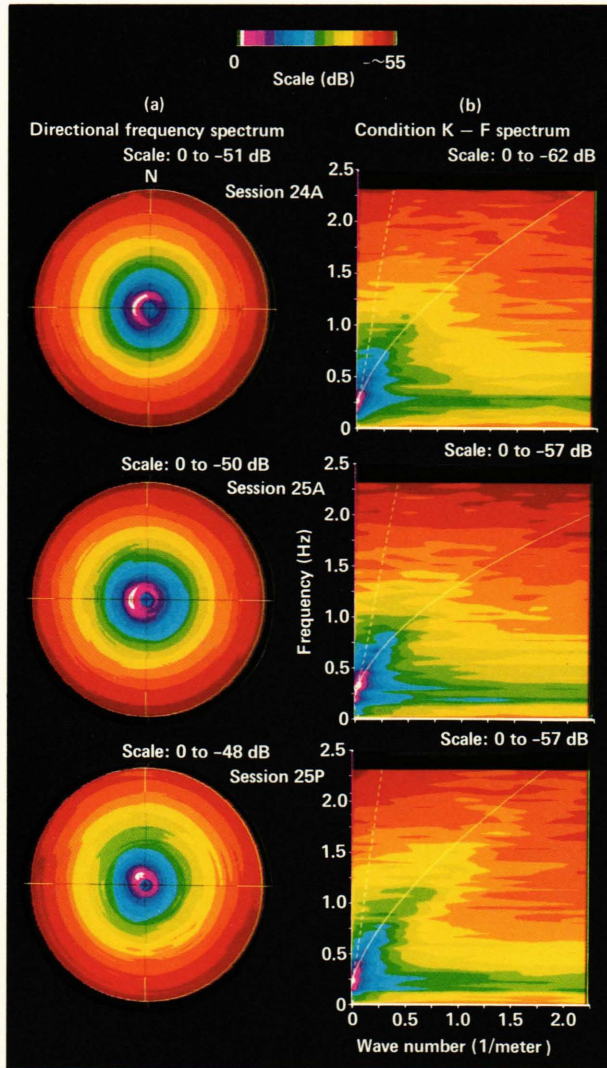 0 -~55
Scale (dB)
(a) (b)
Directional frequency spectrum Condition K – F spectrum
Scale: 0 to -51 dB Scale: 0 to -62 dB
N
Session 24A
2.5
2.0
1.5
1.0
0.5
0
Scale: 0 to -50 dB Scale: 0 to -57 dB
Session 25A
2.5
2.0
1.5
1.0
0.5
0
Frequency (Hz)
Scale: 0 to -48 dB Scale: 0 to -57 dB
Session 25P
2.5
2.0
1.5
1.0
0.5
0
0 0.5 1.0 1.5 2.0
Wave number (1/meter)